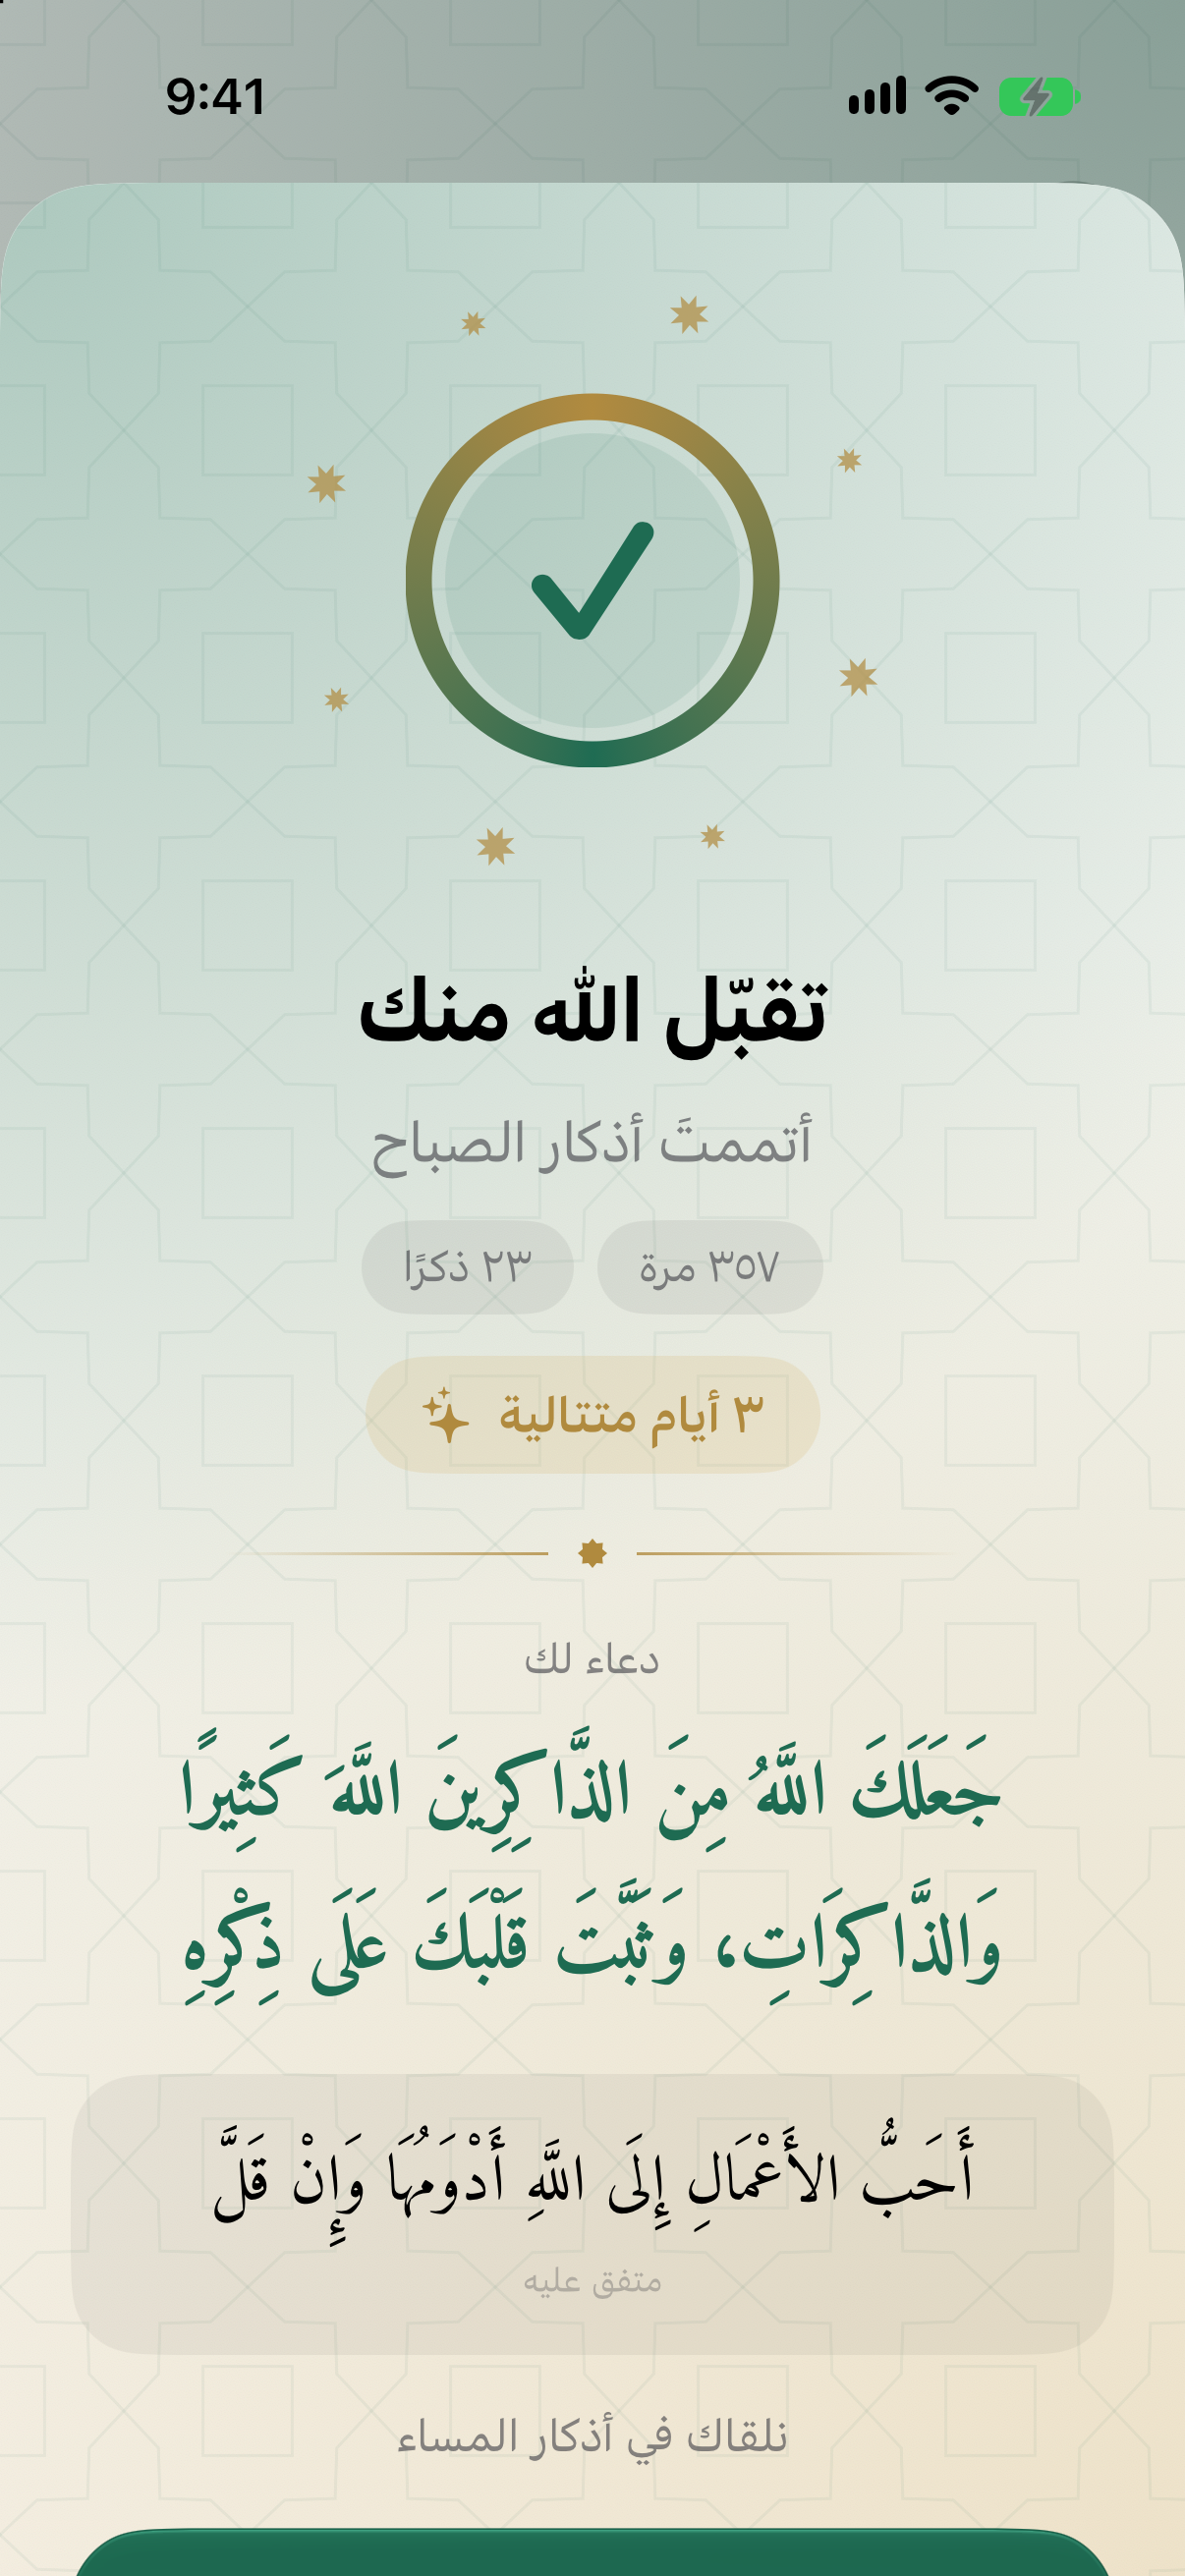 9:41
تقبّل الله منك
أتممتَ أذكار الصباح
٣٥٧ مرة
٢٣ ذكرًا
٣ أيام متتالية
دعاء لك
جَعَلَكَ اللَّهُ مِنَ الذَّاكِرِينَ اللَّهَ كَثِيرًا
وَالذَّاكِرَاتِ، وَثَبَّتَ قَلْبَكَ عَلَى ذِكْرِهِ
أَحَبُّ الأَعْمَالِ إِلَى اللَّهِ أَدْوَمُهَا وَإِنْ قَلَّ
متفق عليه
نلقاك في أذكار المساء